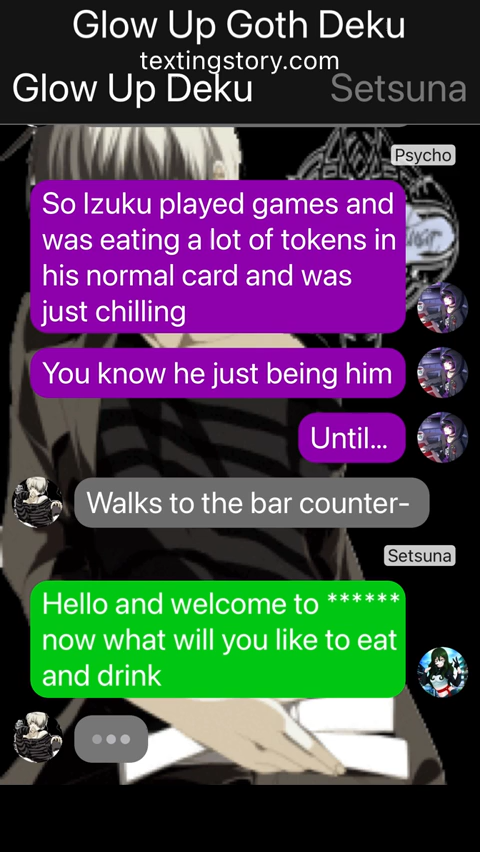 Glow Up Goth Deku
textingstory.com
Glow Up Deku Setsuna
Psycho
So Izuku played games and
was eating a lot of tokens in
his normal card and was
just chilling
You know he just being him
Until...
Walks to the bar counter-
Setsuna
Hello and welcome to ******
now what will you like to eat
and drink